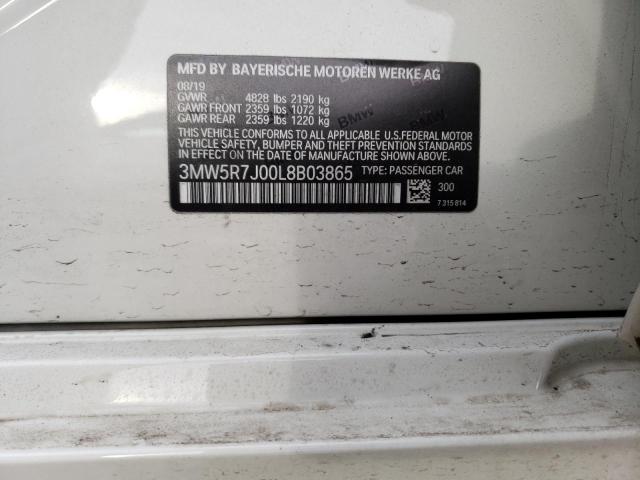 MFD BY BAYERISCHE MOTOREN WERKE AG
08/19
GVWR 4828 lbs 2190 kg
GAWR FRONT 2359 lbs 1072 kg
GAWR REAR 2359 lbs 1220 kg
THIS VEHICLE CONFORMS TO ALL APPLICABLE U.S.FEDERAL MOTOR
VEHICLE SAFETY, BUMPER AND THEFT PREVENTION STANDARDS
IN EFFECT ON THE DATE OF MANUFACTURE SHOWN ABOVE.
3MW5R7J00L8B03865 TYPE: PASSENGER CAR
300
7 315 814
BMW